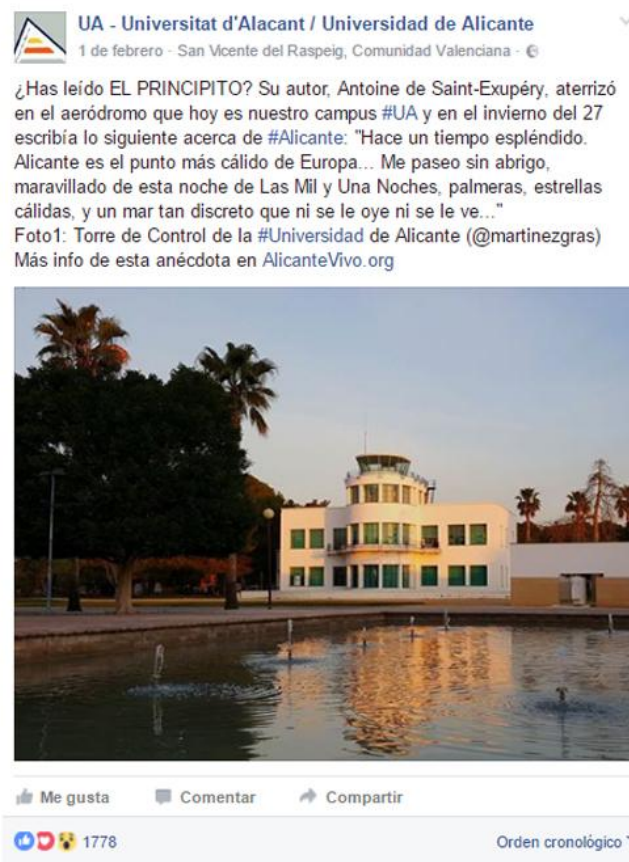 UA - Universitat d'Alacant / Universidad de Alicante
1 de febrero · San Vicente del Raspeig, Comunidad Valenciana ·
¿Has leído EL PRINCIPITO? Su autor, Antoine de Saint-Exupéry, aterrizó
en el aeródromo que hoy es nuestro campus #UA y en el invierno del 27
escribía lo siguiente acerca de #Alicante: "Hace un tiempo espléndido.
Alicante es el punto más cálido de Europa... Me paseo sin abrigo,
maravillado de esta noche de Las Mil y Una Noches, palmeras, estrellas
cálidas, y un mar tan discreto que ni se le oye ni se le ve..."
Foto1: Torre de Control de la #Universidad de Alicante (@martinezgras)
Más info de esta anécdota en AlicanteVivo.org
Me gusta Comentar Compartir
1778 Orden cronológico